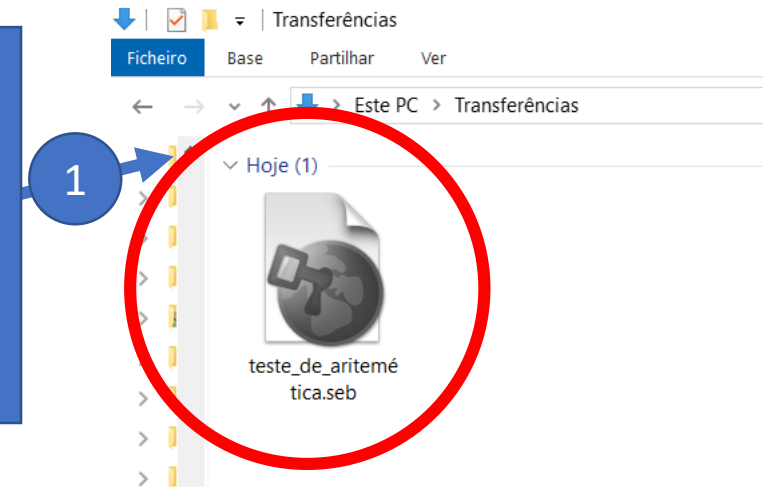 Transferências
Ficheiro Base Partilhar Ver
Este PC > Transferências
1
Hoje (1)
teste_de_aritemé
tica.seb